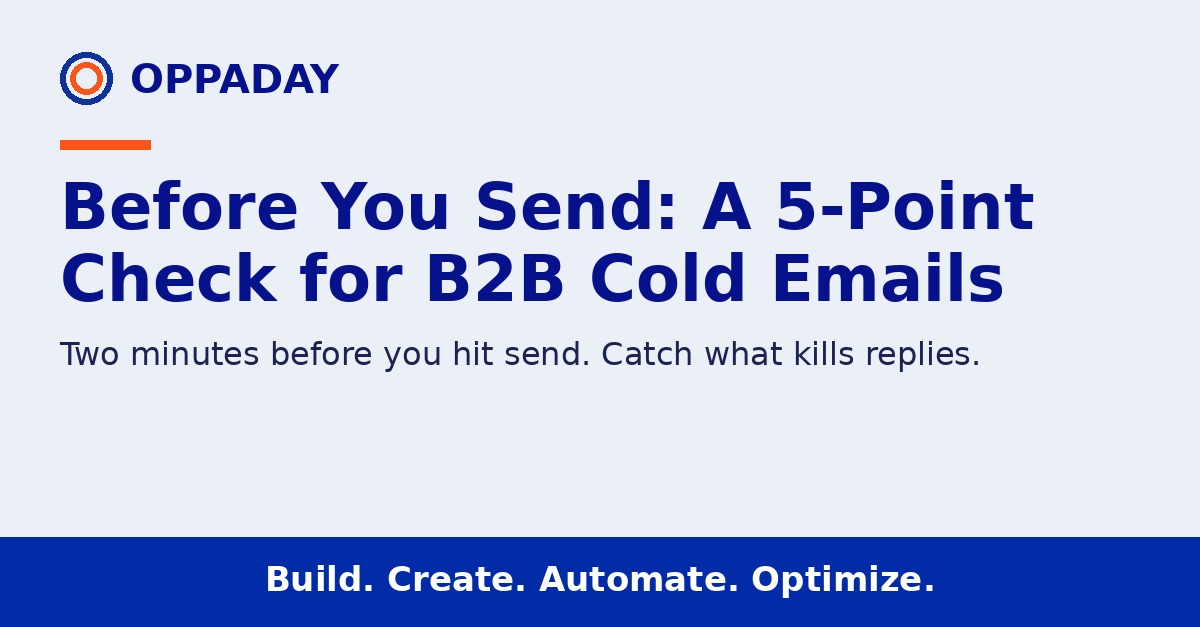 OPPADAY
Before You Send: A 5-Point
Check for B2B Cold Emails
Two minutes before you hit send. Catch what kills replies.
Build. Create. Automate. Optimize.